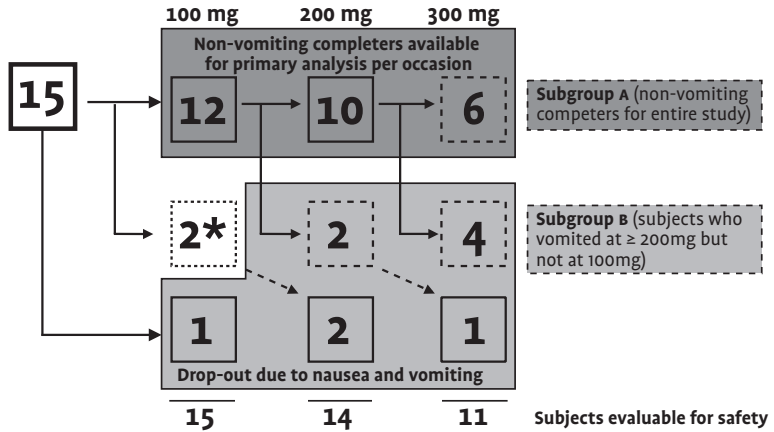 100 mg 200 mg 300 mg
Non-vomiting completers available
for primary analysis per occasion
15 12 10 6
Subgroup A (non-vomiting
competers for entire study)
2* 2 4
Subgroup B (subjects who
vomited at ≥ 200mg but
not at 100mg)
1 2 1
Drop-out due to nausea and vomiting
15 14 11 Subjects evaluable for safety